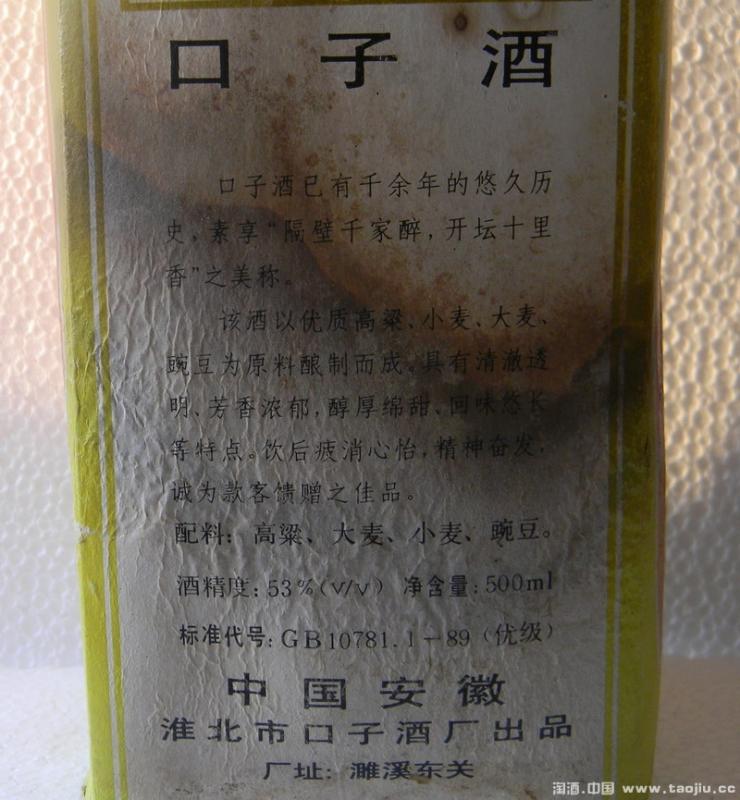 口子酒
口子酒已有千余年的悠久历
史，素享“隔壁千家醉，开坛十里
香”之美称。
该酒以优质高粱、小麦、大麦、
豌豆为原料酿制而成。具有清澈透
明、芳香浓郁，醇厚绵甜、回味悠长
等特点。饮后疲消心怡，精神奋发，
诚为款客馈赠之佳品。
配料：高粱、大麦、小麦、豌豆。
酒精度：53%(v/v) 净含量：500ml
标准代号：GB10781.1-89（优级）
中国安徽
淮北市口子酒厂出品
厂址：濉溪东关
淘酒.中国 www.taojiu.cc